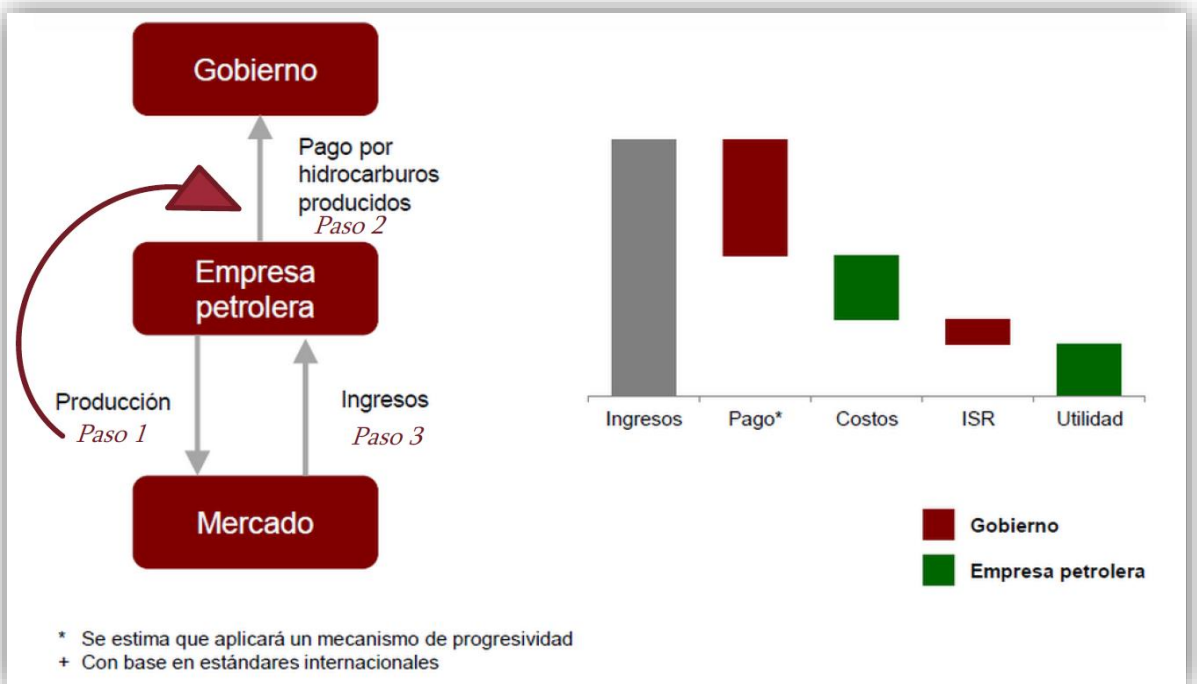 Gobierno
Pago por
hidrocarburos
producidos
Paso 2
Empresa
petrolera
Producción
Paso 1
Ingresos
Paso 3
Mercado
Ingresos
Pago*
Costos
ISR
Utilidad
Gobierno
Empresa petrolera
* Se estima que aplicará un mecanismo de progresividad
+ Con base en estándares internacionales